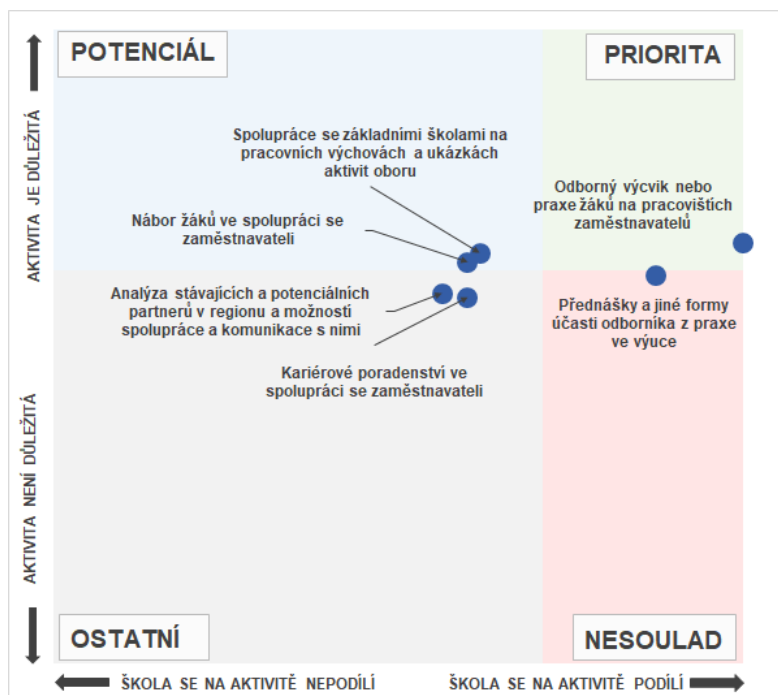 POTENCIÁL
PRIORITA
Spolupráce se základními školami na
pracovních výchovách a ukázkách
aktivit oboru
Odborný výcvik nebo
praxe žáků na pracovištích
zaměstnavatelů
Nábor žáků ve spolupráci se
zaměstnavateli
Analýza stávajících a potenciálních
partnerů v regionu a možností
spolupráce a komunikace s nimi
Přednášky a jiné formy
účasti odborníka z praxe
ve výuce
Kariérové poradenství ve
spolupráci se zaměstnavateli
OSTATNÍ
NESOULAD
AKTIVITA JE DŮLEŽITÁ
AKTIVITA NENÍ DŮLEŽITÁ
ŠKOLA SE NA AKTIVITĚ NEPODÍLÍ
ŠKOLA SE NA AKTIVITĚ PODÍLÍ